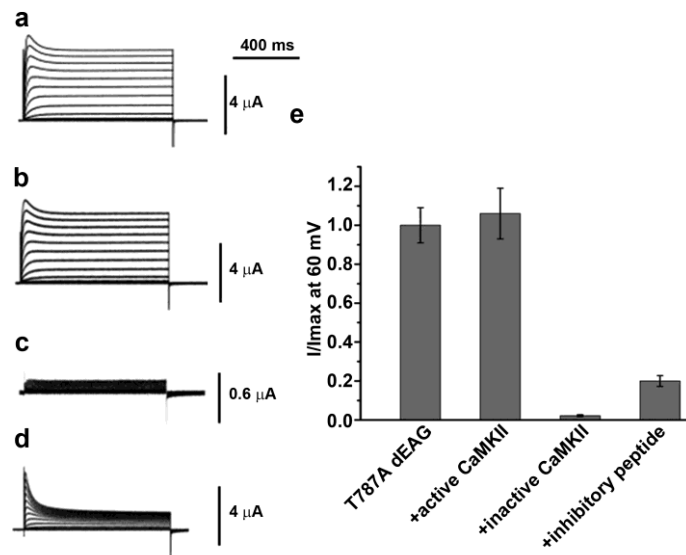 a
400 ms
4 μA
b
4 μA
c
0.6 μA
d
4 μA
e
I/Imax at 60 mV
1.2
1.0
0.8
0.6
0.4
0.2
0.0
T787A dEAG
+active CaMKII
+inactive CaMKII
+inhibitory peptide